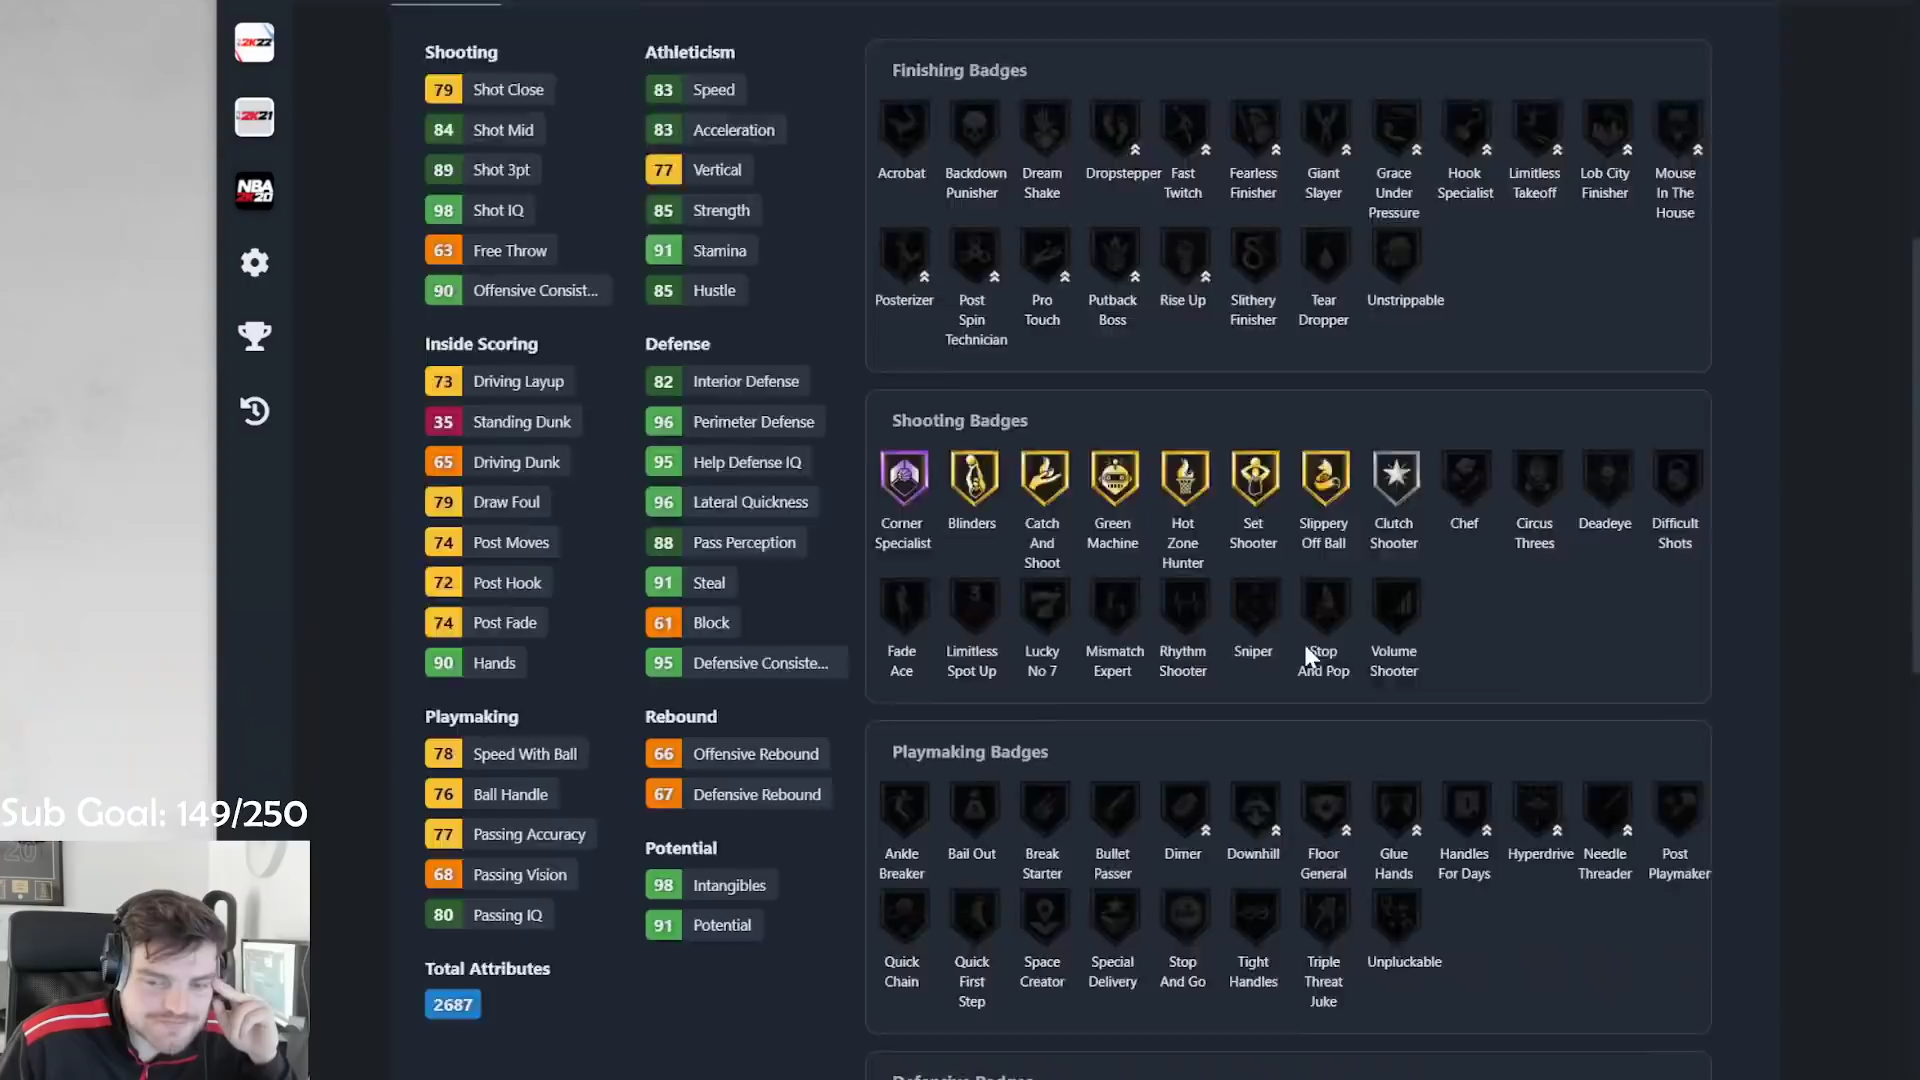 2K22
2K21
NBA
2K20
Shooting
79 Shot Close
84 Shot Mid
89 Shot 3pt
98 Shot IQ
63 Free Throw
90 Offensive Consist...
Inside Scoring
73 Driving Layup
35 Standing Dunk
65 Driving Dunk
79 Draw Foul
74 Post Moves
72 Post Hook
74 Post Fade
90 Hands
Playmaking
78 Speed With Ball
76 Ball Handle
77 Passing Accuracy
68 Passing Vision
80 Passing IQ
Total Attributes
2687
Athleticism
83 Speed
83 Acceleration
77 Vertical
85 Strength
91 Stamina
85 Hustle
Defense
82 Interior Defense
96 Perimeter Defense
95 Help Defense IQ
96 Lateral Quickness
88 Pass Perception
91 Steal
61 Block
95 Defensive Consiste...
Rebound
66 Offensive Rebound
67 Defensive Rebound
Potential
98 Intangibles
91 Potential
Finishing Badges
Acrobat
Backdown
Punisher
Dream
Shake
Dropstepper
Fast
Twitch
Fearless
Finisher
Giant
Slayer
Grace
Under
Pressure
Hook
Specialist
Limitless
Takeoff
Lob City
Finisher
Mouse
In The
House
Posterizer
Post
Spin
Technician
Pro
Touch
Putback
Boss
Rise Up
Slithery
Finisher
Tear
Dropper
Unstrippable
Shooting Badges
Corner
Specialist
Blinders
Catch
And
Shoot
Green
Machine
Hot
Zone
Hunter
Set
Shooter
Slippery
Off Ball
Clutch
Shooter
Chef
Circus
Threes
Deadeye
Difficult
Shots
Fade
Ace
Limitless
Spot Up
Lucky
No 7
Mismatch
Expert
Rhythm
Shooter
Sniper
Stop
And Pop
Volume
Shooter
Playmaking Badges
Ankle
Breaker
Bail Out
Break
Starter
Bullet
Passer
Dimer
Downhill
Floor
General
Glue
Hands
Handles
For Days
Hyperdrive
Needle
Threader
Post
Playmaker
Quick
Chain
Quick
First
Step
Space
Creator
Special
Delivery
Stop
And Go
Tight
Handles
Triple
Threat
Juke
Unpluckable
Sub Goal: 149/250
20